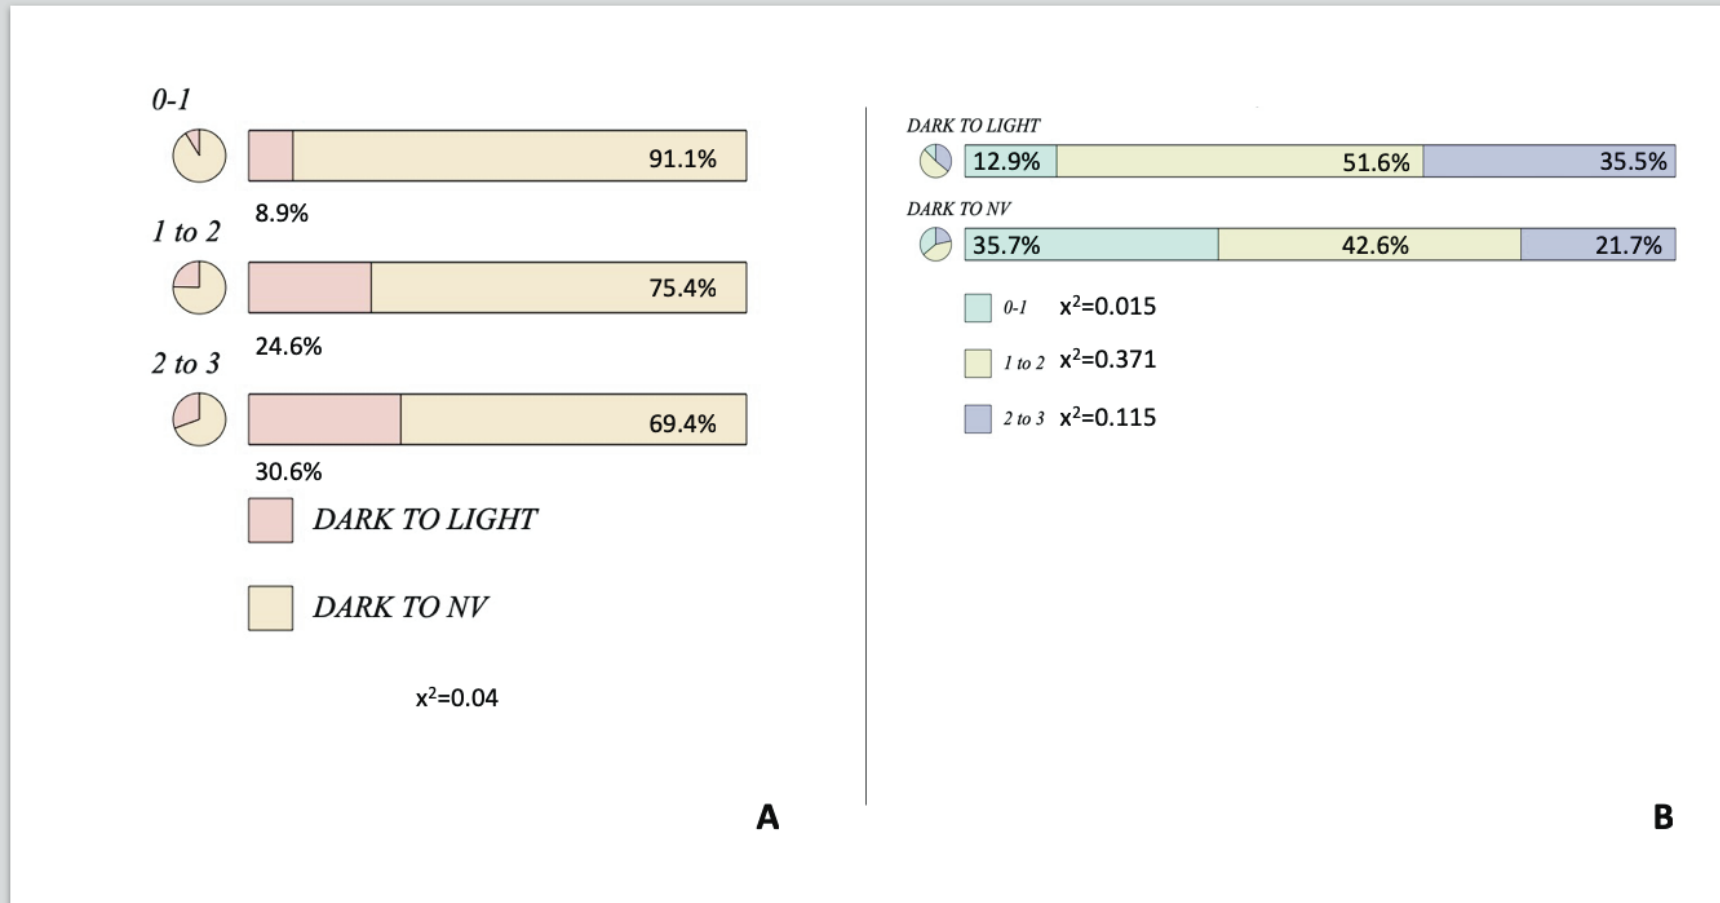 0-1
91.1%
8.9%
1 to 2
75.4%
24.6%
2 to 3
69.4%
30.6%
DARK TO LIGHT
DARK TO NV
x²=0.04
A
DARK TO LIGHT
12.9% 51.6% 35.5%
DARK TO NV
35.7% 42.6% 21.7%
0-1 x²=0.015
1 to 2 x²=0.371
2 to 3 x²=0.115
B